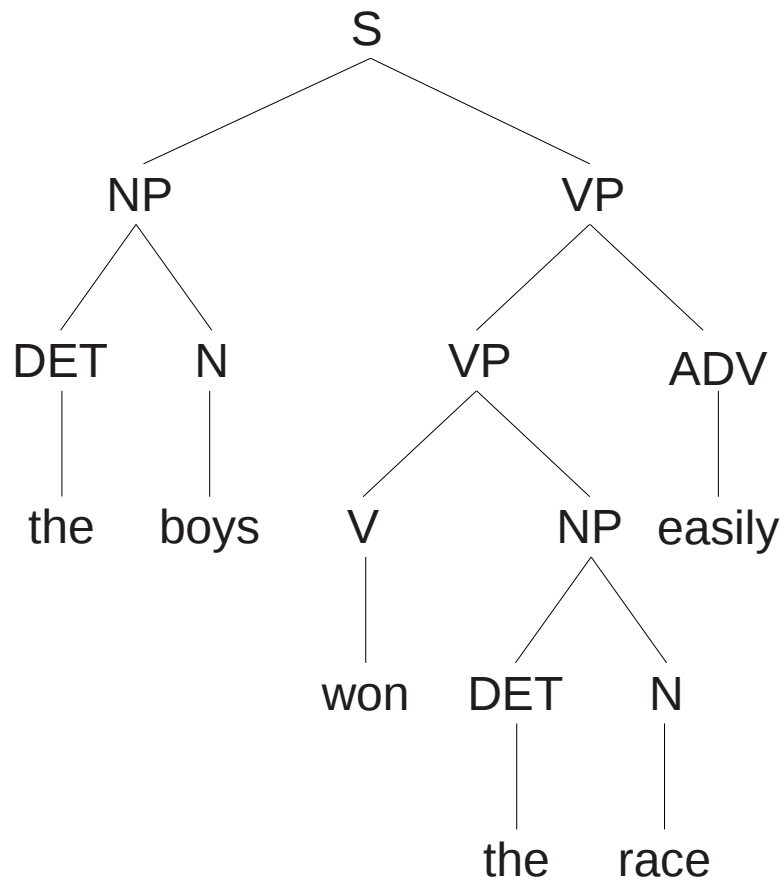 S
NP VP
DET N VP ADV
the boys V NP easily
won DET N
the race